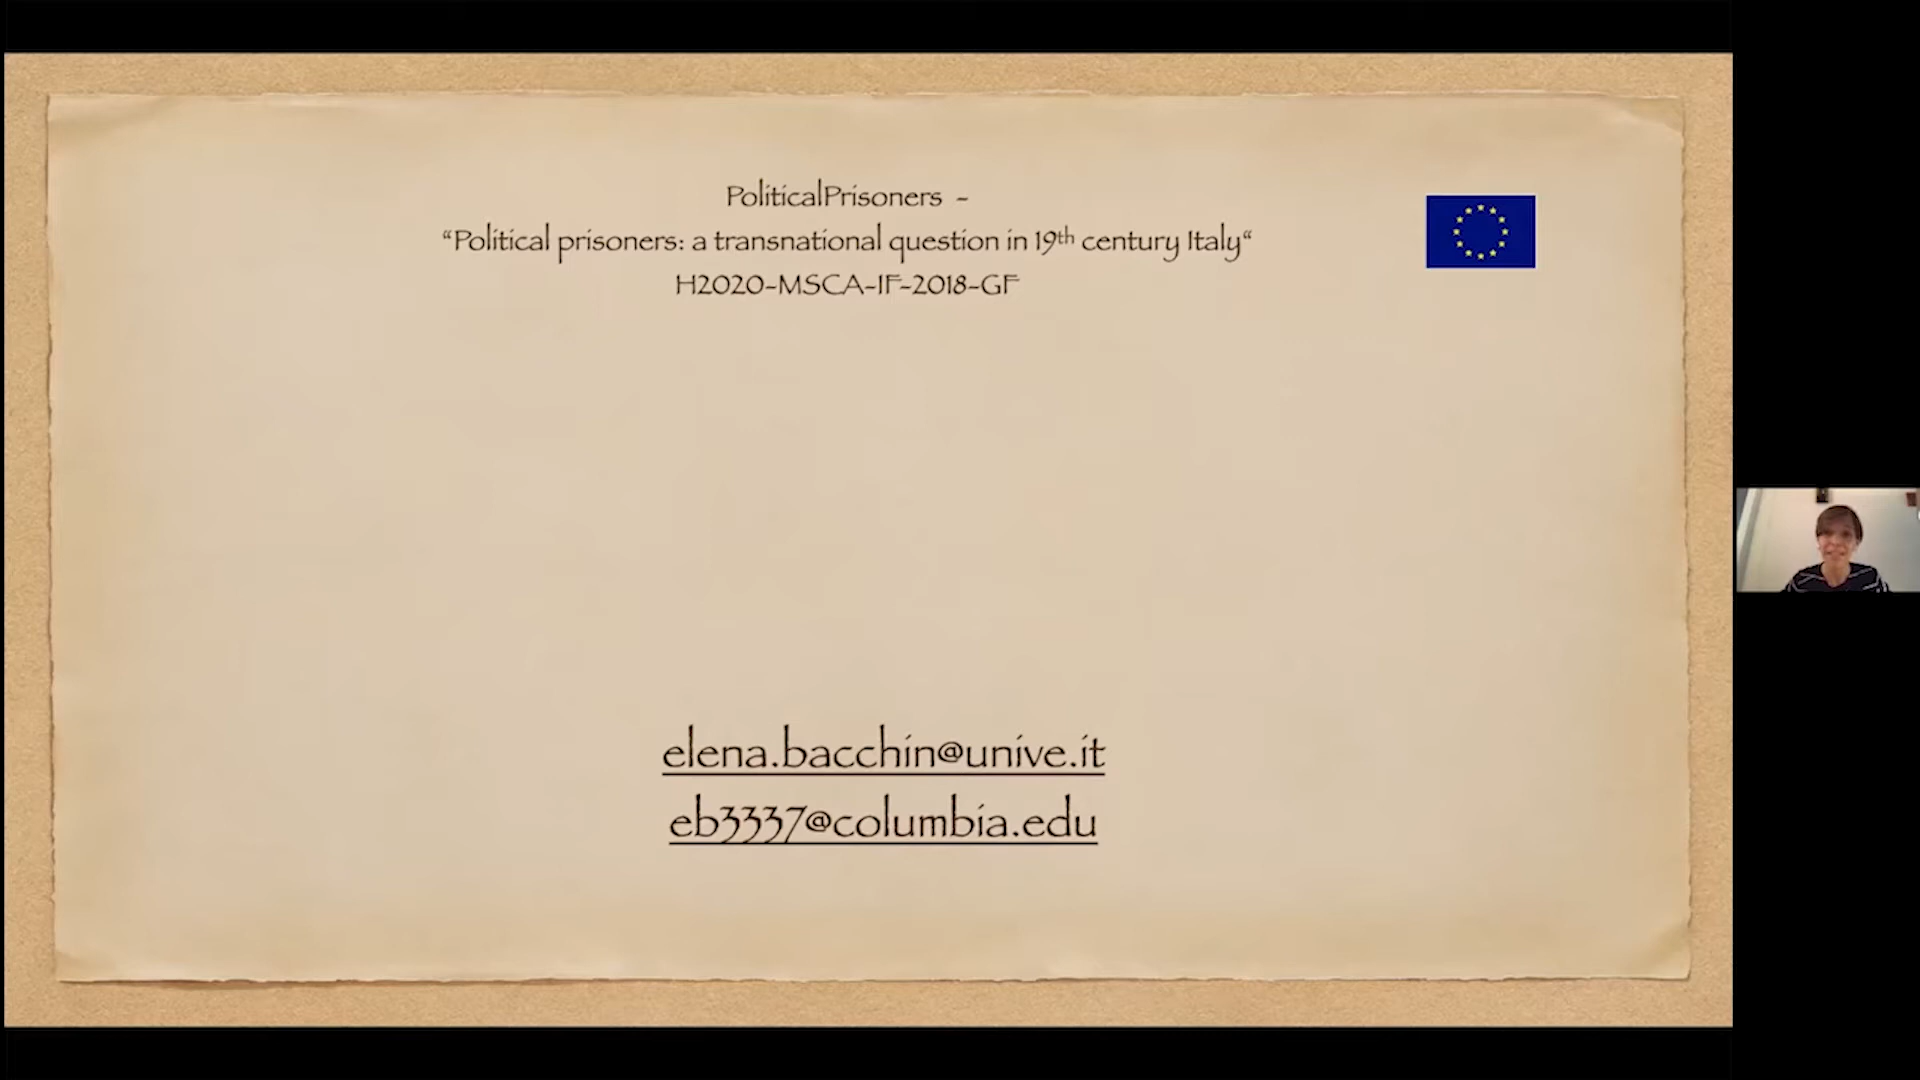 PoliticalPrisoners -
“Political prisoners: a transnational question in 19th century Italy“
H2020-MSCA-IF-2018-GF
elena.bacchin@unive.it
eb3337@columbia.edu